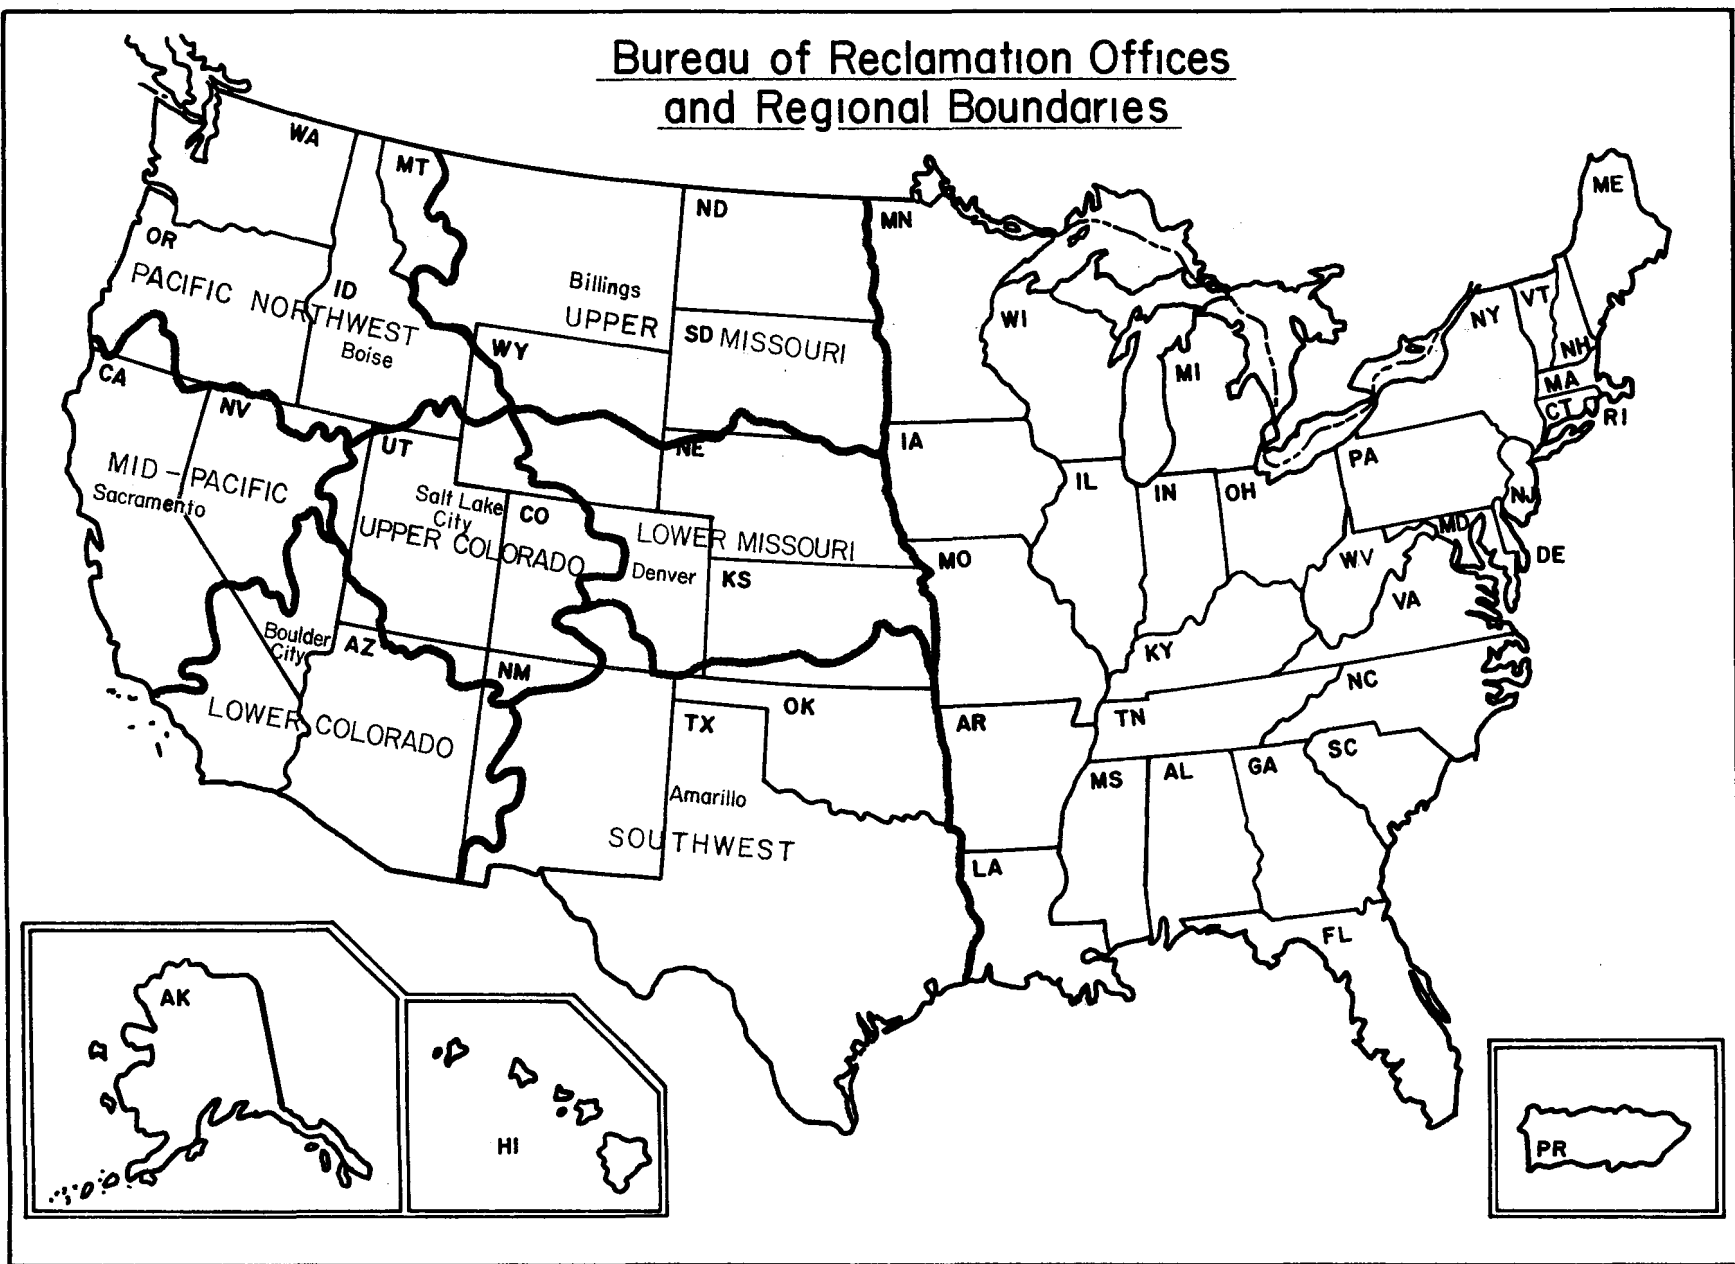 Bureau of Reclamation Offices
and Regional Boundaries
WA
MT
ND
MN
ME
OR
PACIFIC NORTHWEST
ID
Boise
Billings
UPPER MISSOURI
SD
WY
WI
MI
NY
VT
NH
MA
CT
RI
CA
NV
UT
NE
IA
IL
IN
OH
PA
NJ
MD
DE
MID-PACIFIC
Sacramento
Salt Lake
City
UPPER COLORADO
CO
LOWER MISSOURI
Denver
KS
MO
WV
VA
KY
Boulder
City
AZ
NM
LOWER COLORADO
TX
OK
AR
TN
NC
SC
Amarillo
SOUTHWEST
MS
AL
GA
LA
FL
AK
HI
PR